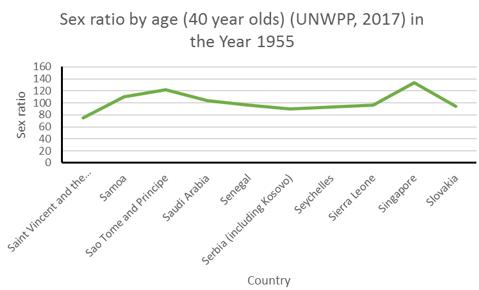 Sex ratio by age (40 year olds) (UNWPP, 2017) in
the Year 1955
160
140
120
100
80
60
40
20
0
Sex ratio
Saint Vincent and the...
Samoa
Sao Tome and Principe
Saudi Arabia
Senegal
Serbia (including Kosovo)
Seychelles
Sierra Leone
Singapore
Slovakia
Country